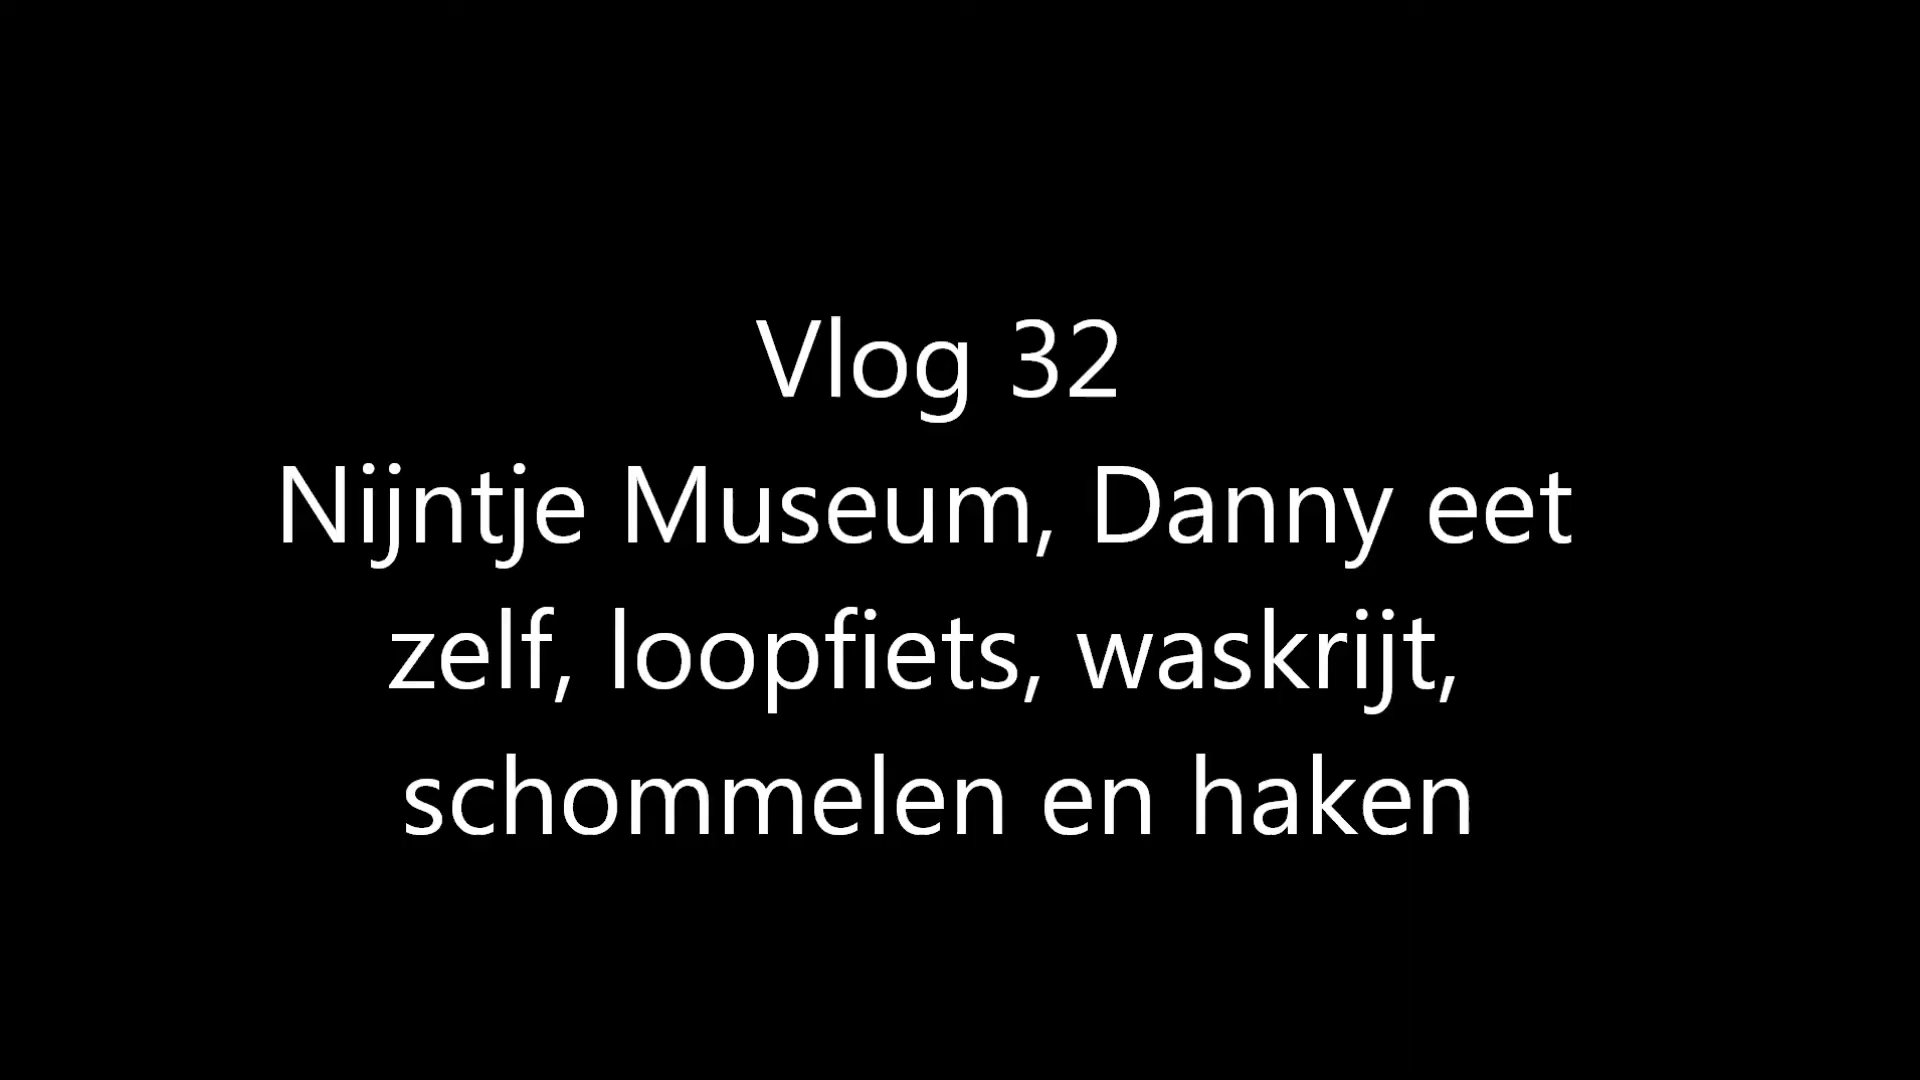 Vlog 32
Nijntje Museum, Danny eet
zelf, loopfiets, waskrijt,
schommelen en haken